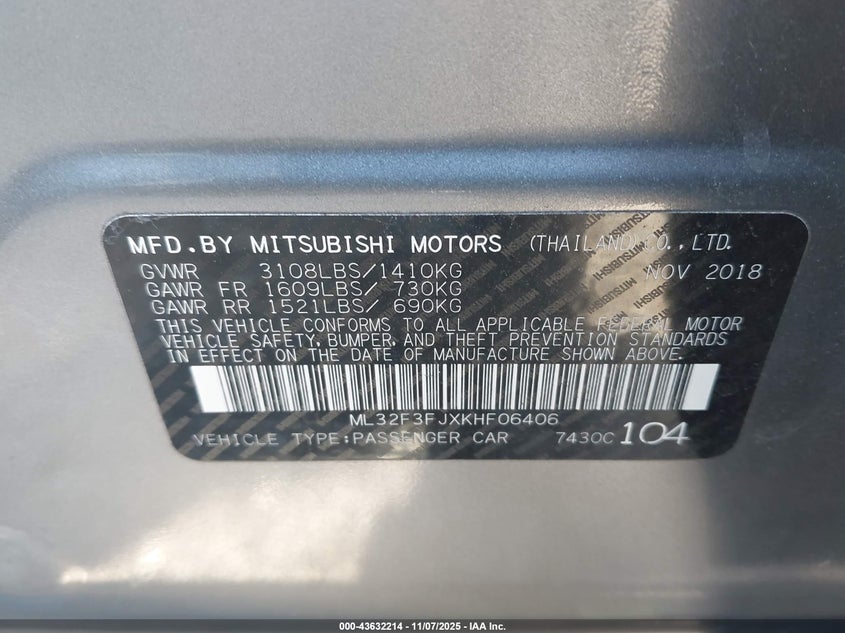 MFD. BY MITSUBISHI MOTORS (THAILAND) CO., LTD.
GVWR 3108LBS/1410KG NOV 2018
GAWR FR 1609LBS/ 730KG
GAWR RR 1521LBS/ 690KG
THIS VEHICLE CONFORMS TO ALL APPLICABLE FEDERAL MOTOR
VEHICLE SAFETY, BUMPER, AND THEFT PREVENTION STANDARDS
IN EFFECT ON THE DATE OF MANUFACTURE SHOWN ABOVE.
ML32F3FJXKHF06406
VEHICLE TYPE:PASSENGER CAR 7430C 104
000-43632214 - 11/07/2025 - IAA Inc.